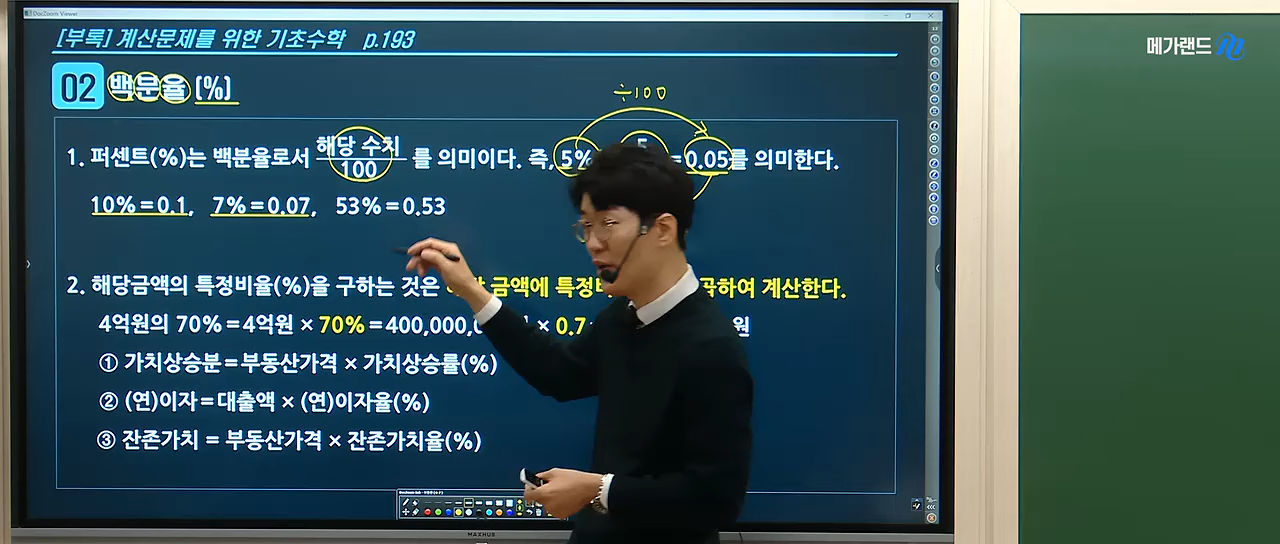 DocZoom Viewer
[부록] 계산문제를 위한 기초수학 p.193
메가랜드
02 백분율 [%]
÷100
1. 퍼센트(%)는 백분율로서 해당 수치 / 100 를 의미이다. 즉, 5% = 0.05를 의미한다.
10% = 0.1, 7% = 0.07, 53% = 0.53
2. 해당금액의 특정비율(%)을 구하는 것은 금액에 곱하여 계산한다.
4억원의 70% = 4억원 × 70% = 400,000, × 0.7 원
① 가치상승분 = 부동산가격 × 가치상승률(%)
② (연)이자 = 대출액 × (연)이자율(%)
③ 잔존가치 = 부동산가격 × 잔존가치율(%)
MAXHUB